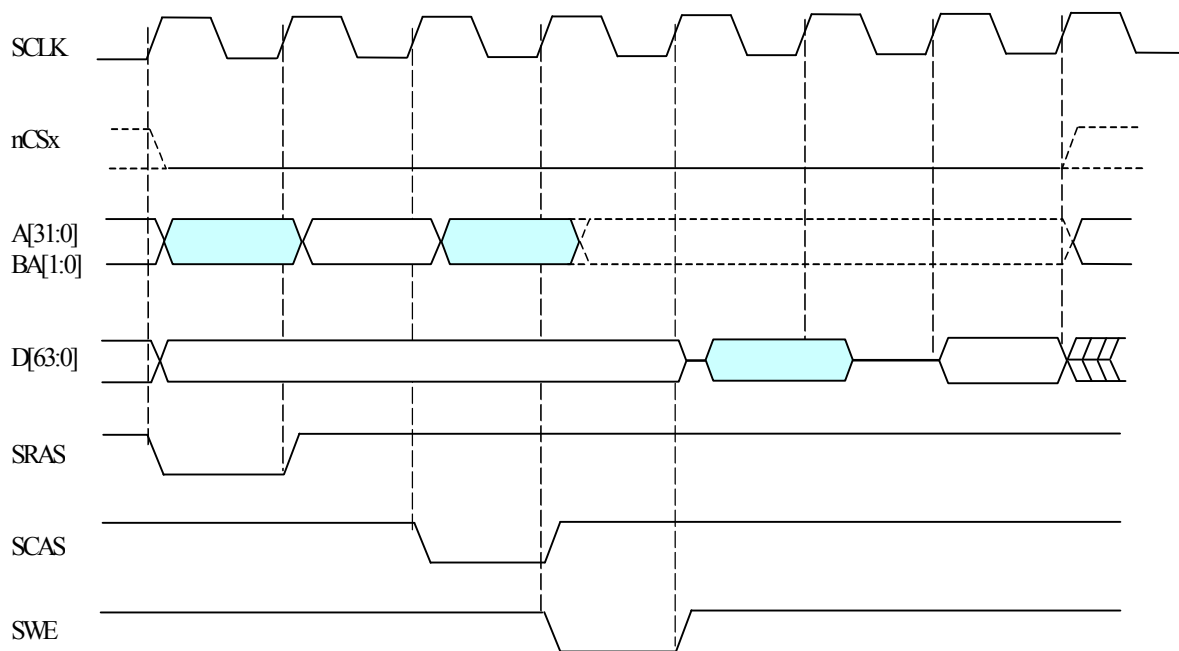 SCLK
nCSx
A[31:0]
BA[1:0]
D[63:0]
SRAS
SCAS
SWE